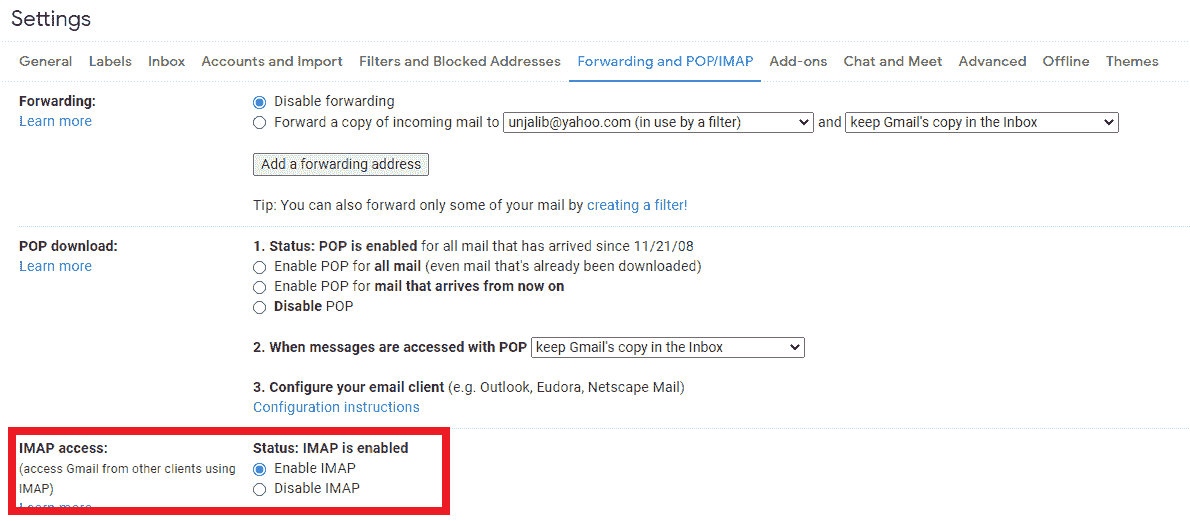 Settings
General Labels Inbox Accounts and Import Filters and Blocked Addresses Forwarding and POP/IMAP Add-ons Chat and Meet Advanced Offline Themes
Forwarding:
Learn more
Disable forwarding
Forward a copy of incoming mail to unjalib@yahoo.com (in use by a filter) and keep Gmail's copy in the Inbox
Add a forwarding address
Tip: You can also forward only some of your mail by creating a filter!
POP download:
Learn more
1. Status: POP is enabled for all mail that has arrived since 11/21/08
Enable POP for all mail (even mail that's already been downloaded)
Enable POP for mail that arrives from now on
Disable POP
2. When messages are accessed with POP keep Gmail's copy in the Inbox
3. Configure your email client (e.g. Outlook, Eudora, Netscape Mail)
Configuration instructions
IMAP access:
(access Gmail from other clients using
IMAP)
Learn more
Status: IMAP is enabled
Enable IMAP
Disable IMAP